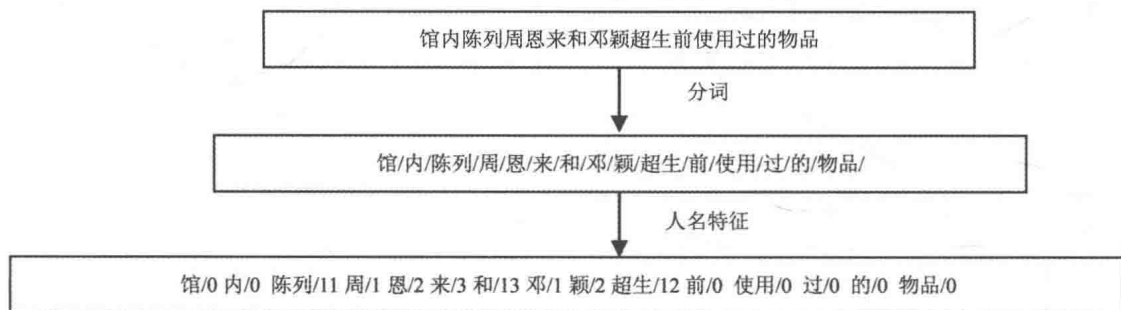 馆内陈列周恩来和邓颖超生前使用过的物品
分词
馆/内/陈列/周/恩/来/和/邓/颖/超生/前/使用/过/的/物品/
人名特征
馆/0 内/0 陈列/11 周/1 恩/2 来/3 和/13 邓/1 颖/2 超生/12 前/0 使用/0 过/0 的/0 物品/0